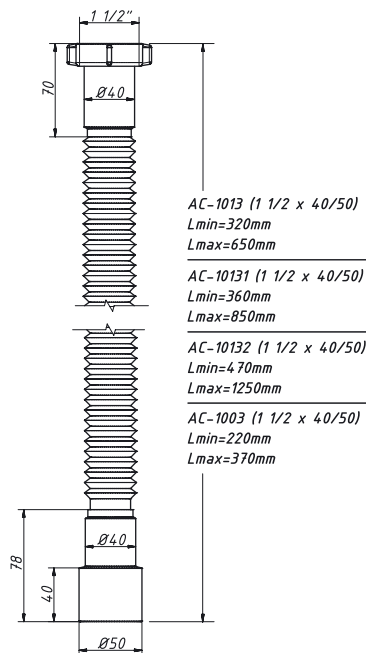 1 1/2"
70
Ø40
AC-1013 (1 1/2 x 40/50)
Lmin=320mm
Lmax=650mm
AC-10131 (1 1/2 x 40/50)
Lmin=360mm
Lmax=850mm
AC-10132 (1 1/2 x 40/50)
Lmin=470mm
Lmax=1250mm
AC-1003 (1 1/2 x 40/50)
Lmin=220mm
Lmax=370mm
78
Ø40
40
Ø50